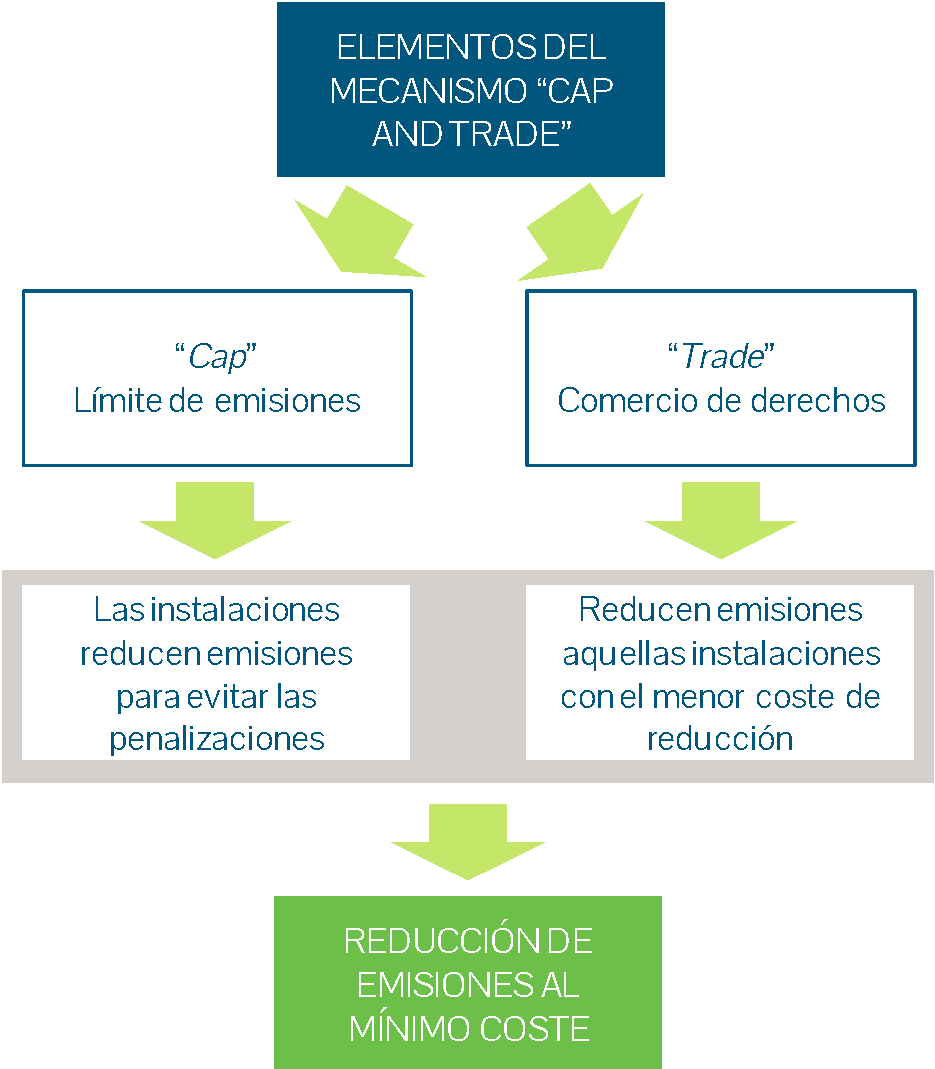 ELEMENTOS DEL
MECANISMO “CAP
AND TRADE”
“Cap”
Límite de emisiones
“Trade”
Comercio de derechos
Las instalaciones
reducen emisiones
para evitar las
penalizaciones
Reducen emisiones
aquellas instalaciones
con el menor coste de
reducción
REDUCCIÓN DE
EMISIONES AL
MÍNIMO COSTE